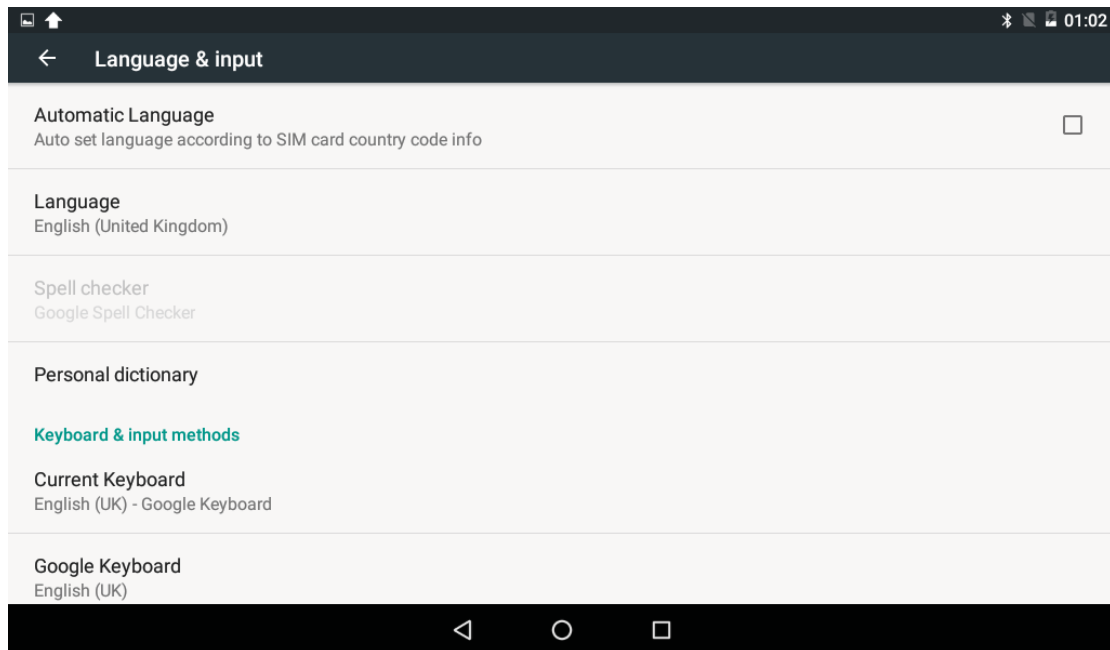 01:02
Language & input
Automatic Language
Auto set language according to SIM card country code info
Language
English (United Kingdom)
Spell checker
Google Spell Checker
Personal dictionary
Keyboard & input methods
Current Keyboard
English (UK) - Google Keyboard
Google Keyboard
English (UK)